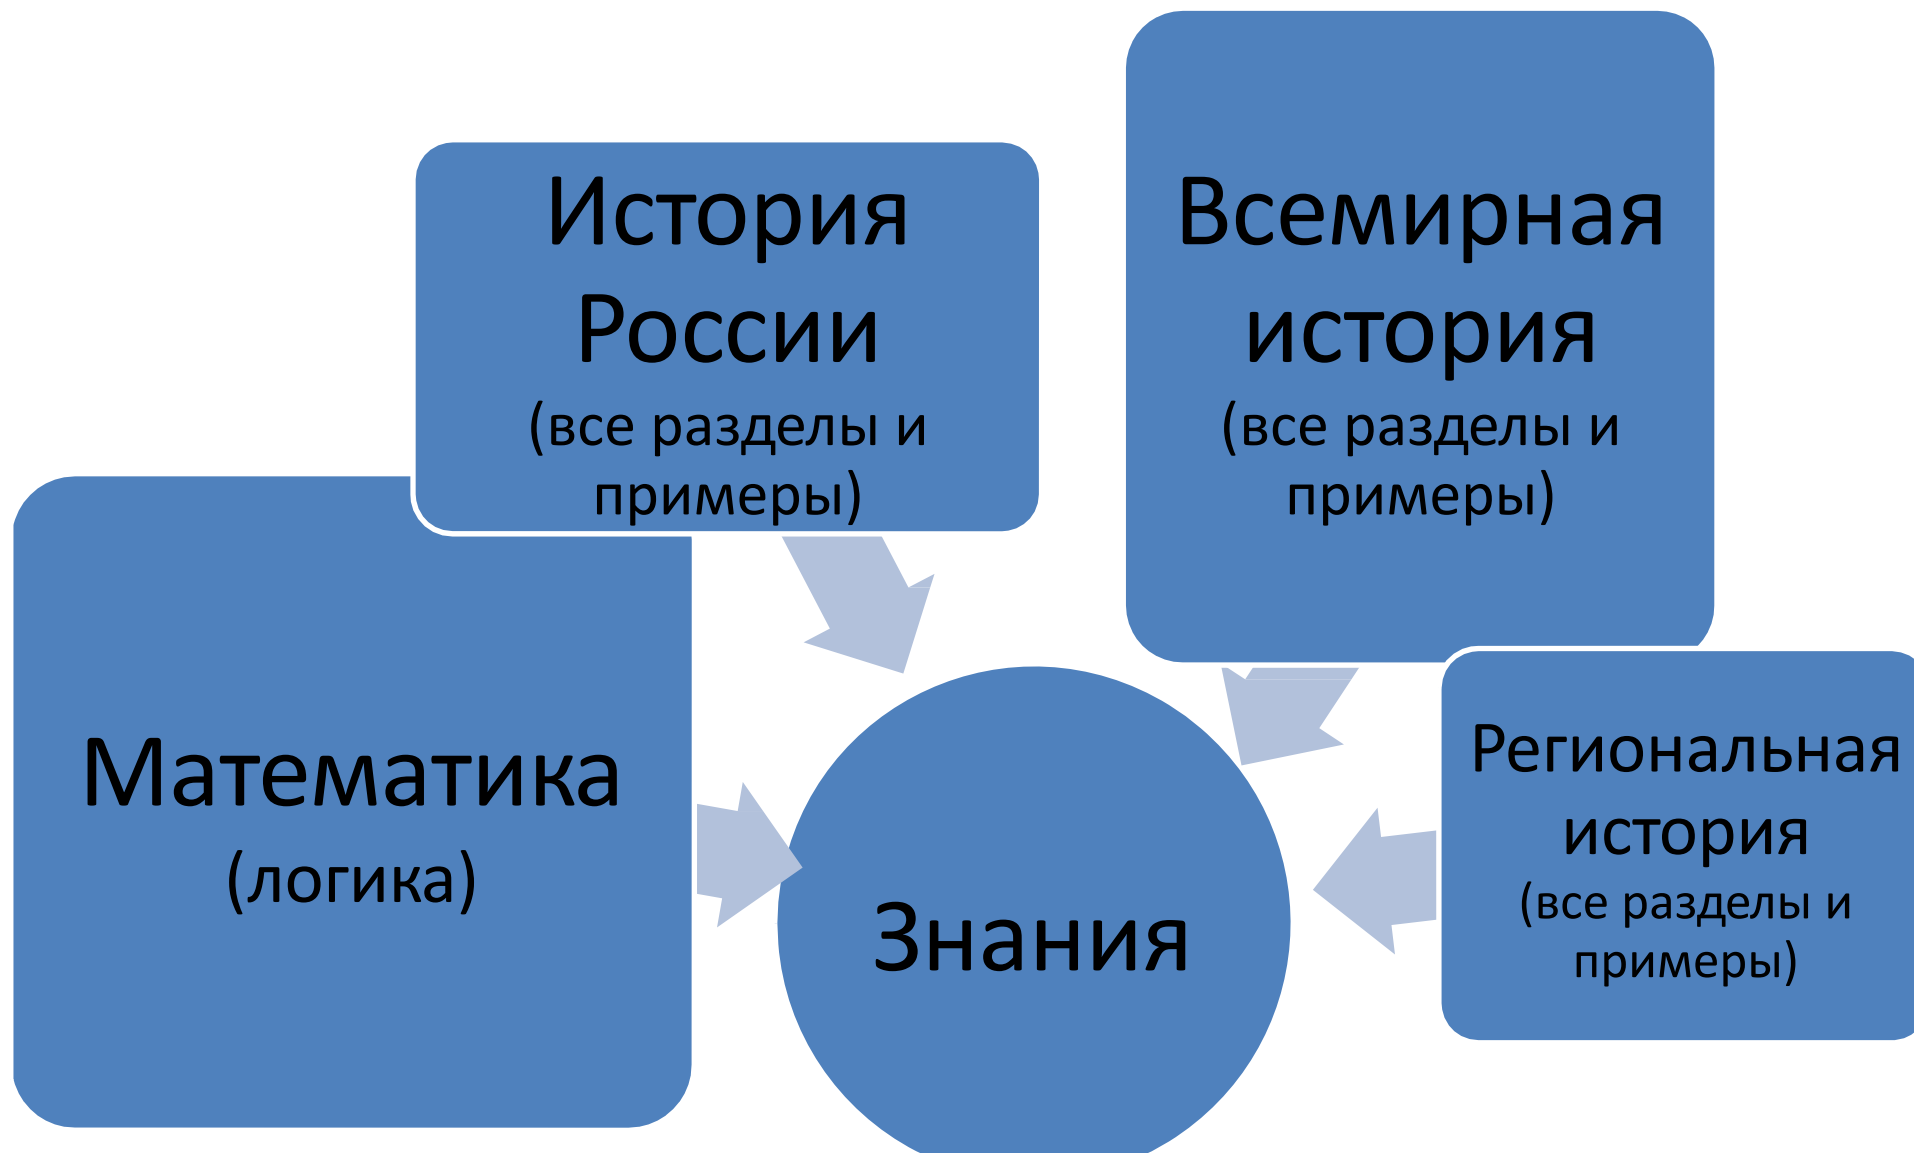 История
России
(все разделы и
примеры)
Всемирная
история
(все разделы и
примеры)
Математика
(логика)
Знания
Региональная
история
(все разделы и
примеры)